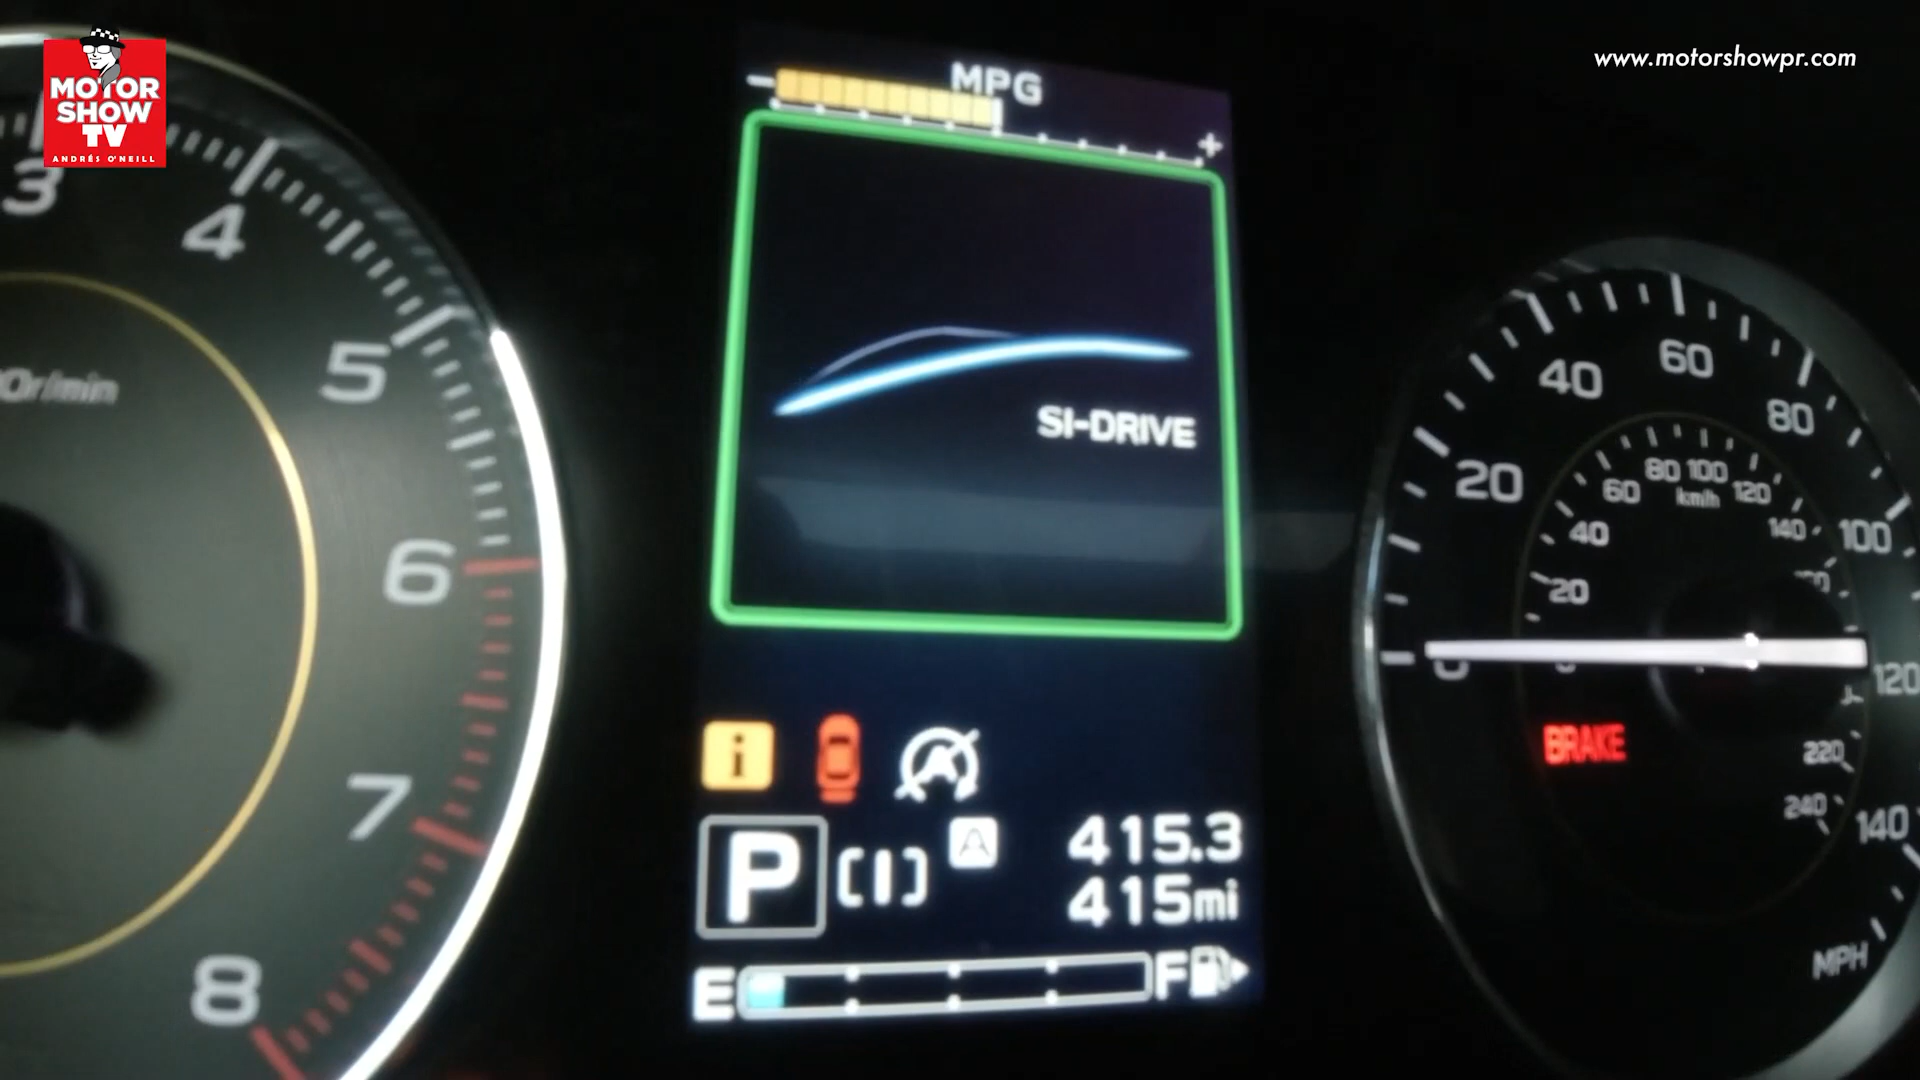 MOTOR
SHOW
TV
ANDRÉS O'NEILL
www.motorshowpr.com
3
4
5
6
7
8
r/min
MPG
- +
SI-DRIVE
i
A
P [I] A
415.3
415mi
E F
0 20 40 60 80 100 120 140
MPH
20 40 60 80 100 120 140
km/h
220
240
BRAKE